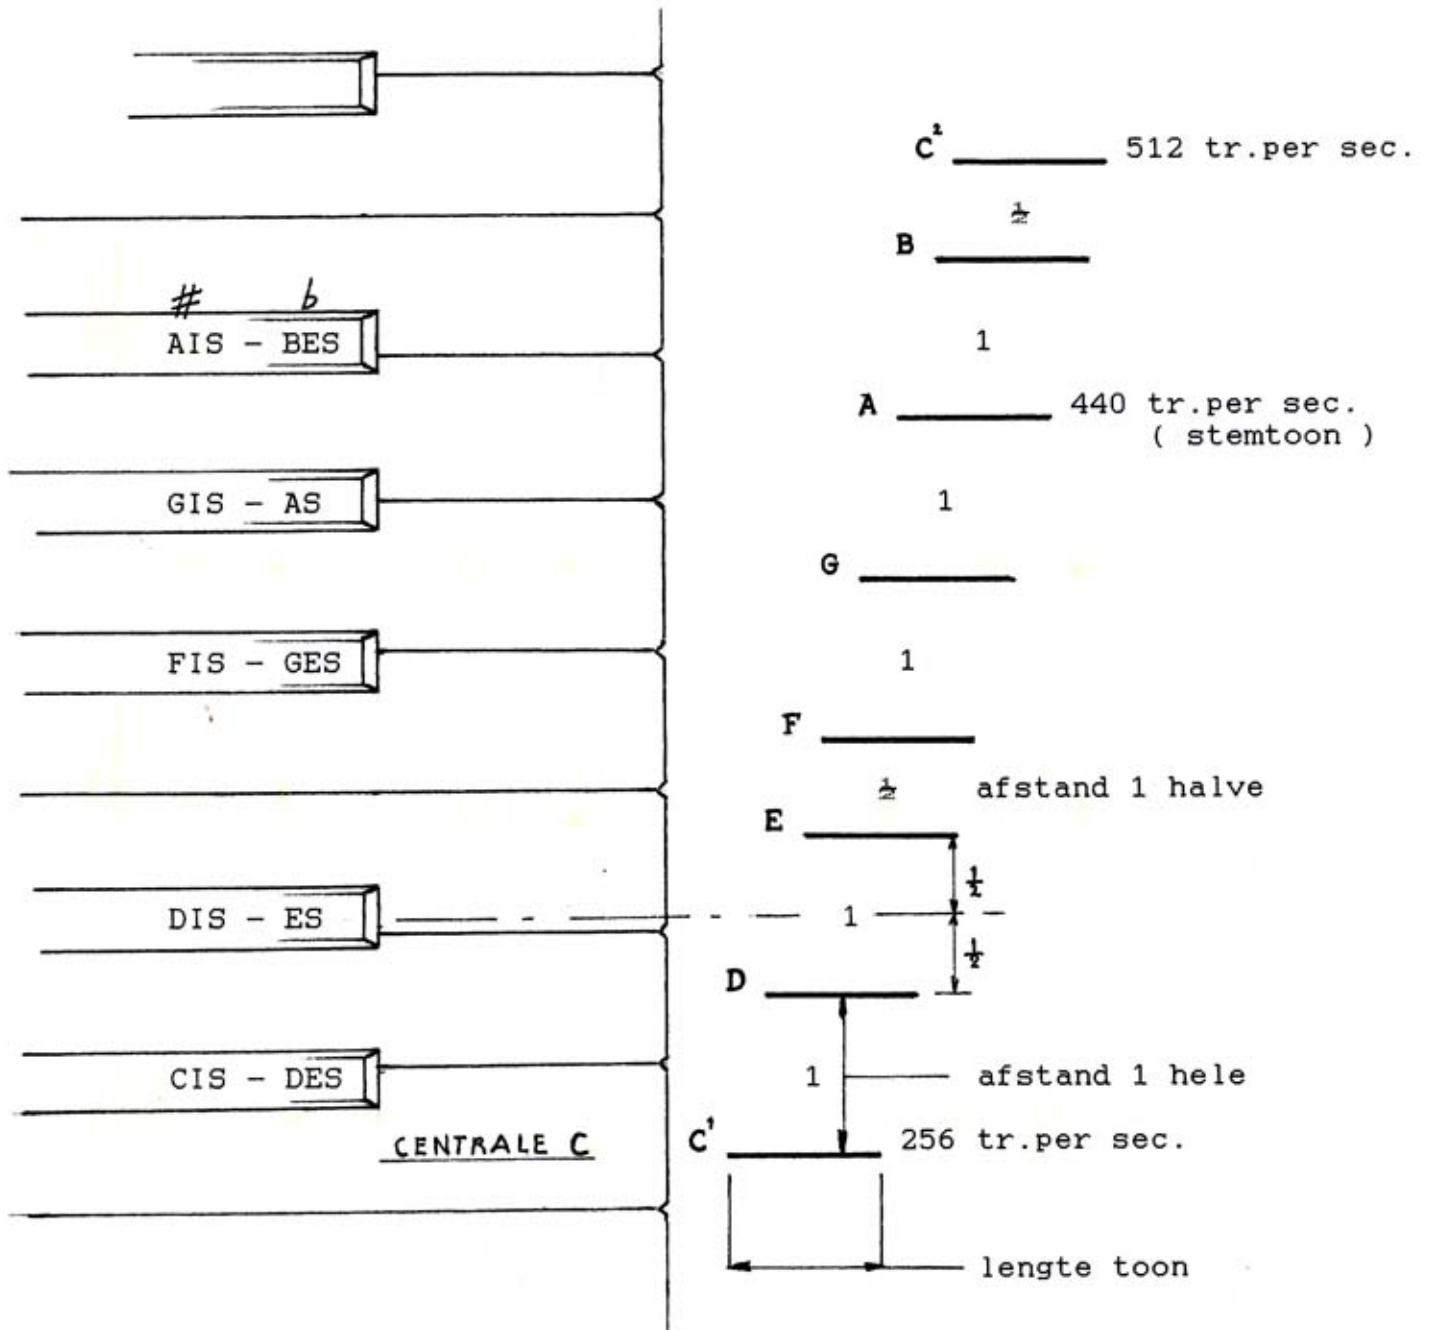 C² 512 tr.per sec.
½
B
# b
AIS - BES
1
A 440 tr.per sec.
( stemtoon )
GIS - AS
1
G
FIS - GES
1
F
½ afstand 1 halve
E
½
DIS - ES
1
½
D
CIS - DES
1 afstand 1 hele
CENTRALE C
C¹ 256 tr.per sec.
lengte toon